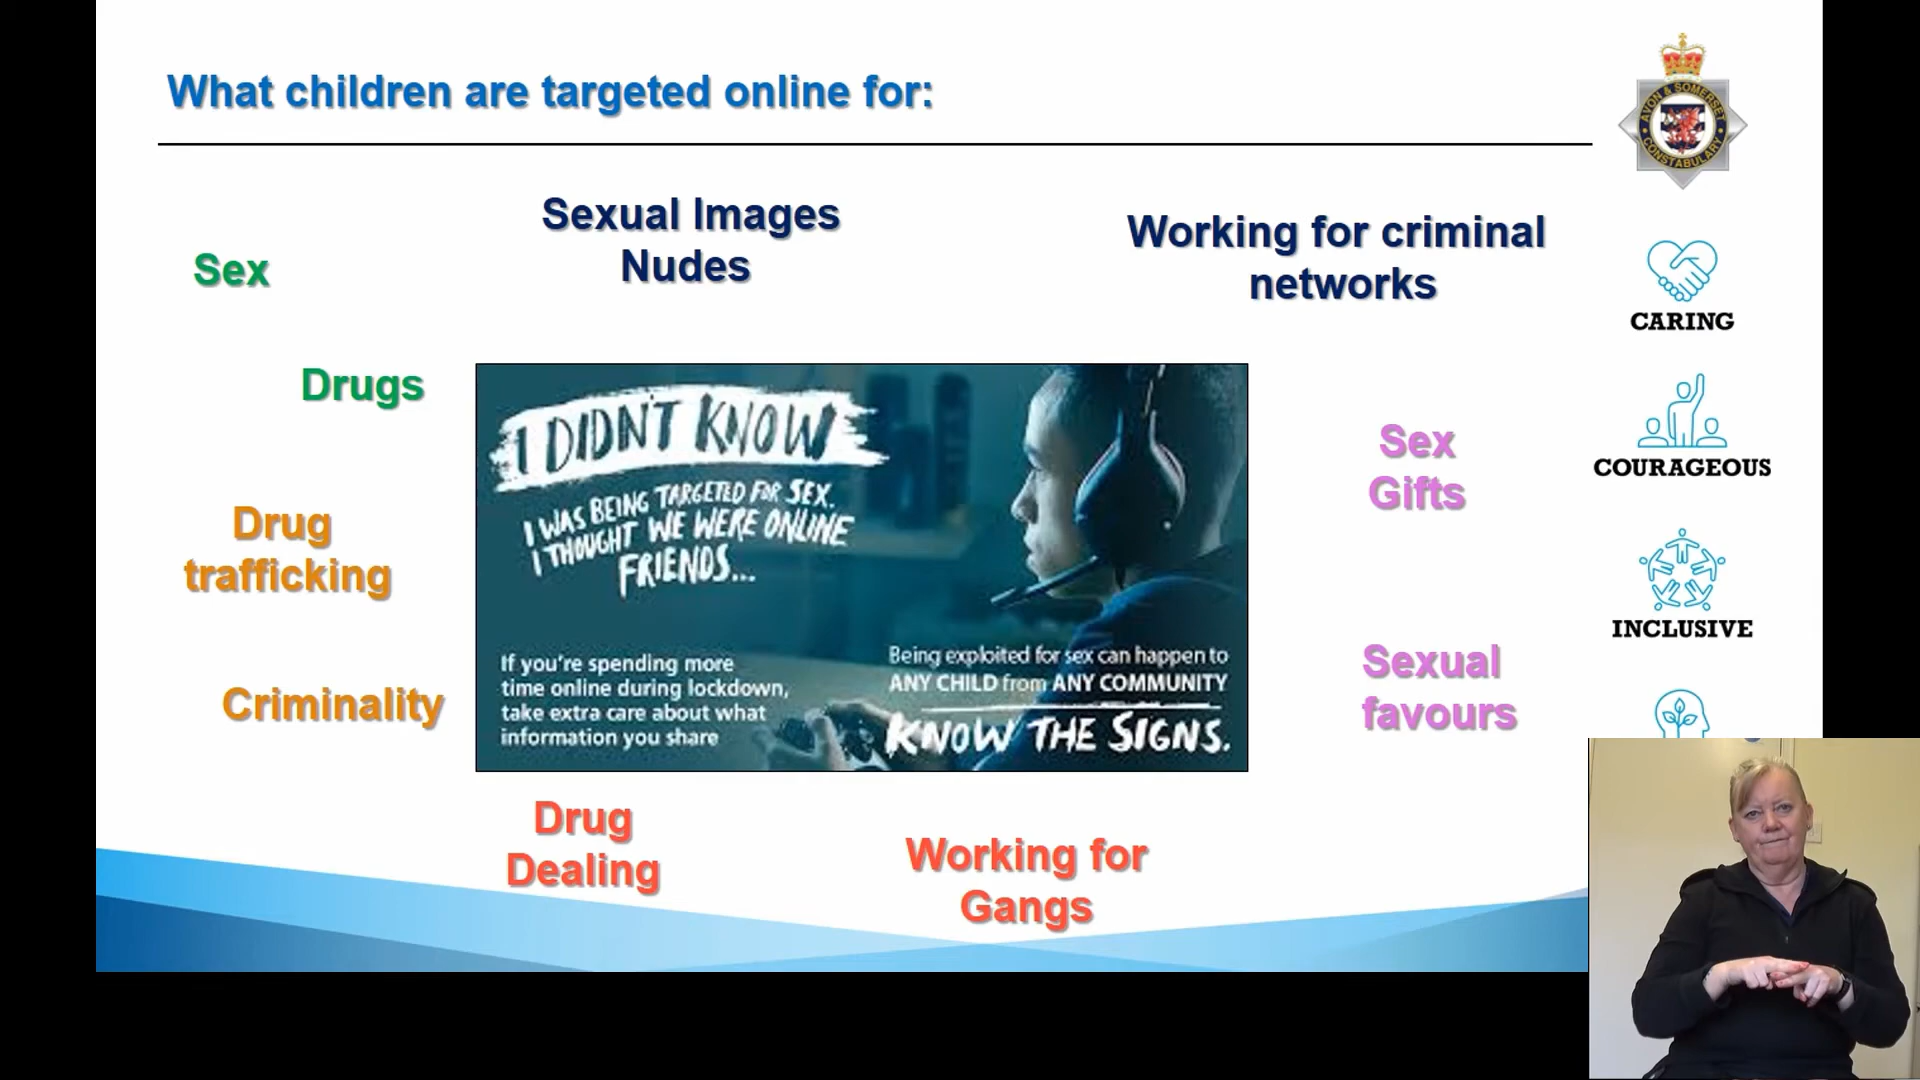 What children are targeted online for:
AVON & SOMERSET
CONSTABULARY
Sexual Images
Nudes
Working for criminal
networks
Sex
CARING
Drugs
I DIDN'T KNOW
I WAS BEING TARGETED FOR SEX.
I THOUGHT WE WERE ONLINE
FRIENDS...
Sex
Gifts
COURAGEOUS
Drug
trafficking
INCLUSIVE
If you're spending more
time online during lockdown,
take extra care about what
information you share
Being exploited for sex can happen to
ANY CHILD from ANY COMMUNITY
KNOW THE SIGNS.
Sexual
favours
Criminality
Drug
Dealing
Working for
Gangs